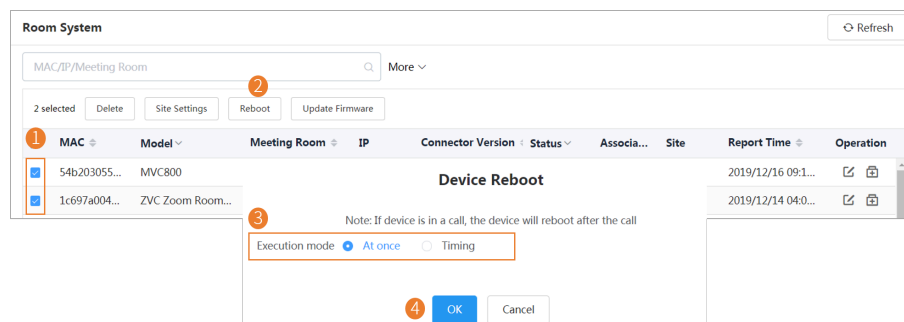 Room System
Refresh
MAC/IP/Meeting Room
More
2
2 selected Delete Site Settings Reboot Update Firmware
1
MAC Model Meeting Room IP Connector Version Status Associa... Site Report Time Operation
54b203055... MVC800 2019/12/16 09:1...
1c697a004... ZVC Zoom Room... 2019/12/14 04:0...
Device Reboot
Note: If device is in a call, the device will reboot after the call
3
Execution mode At once Timing
4 OK Cancel